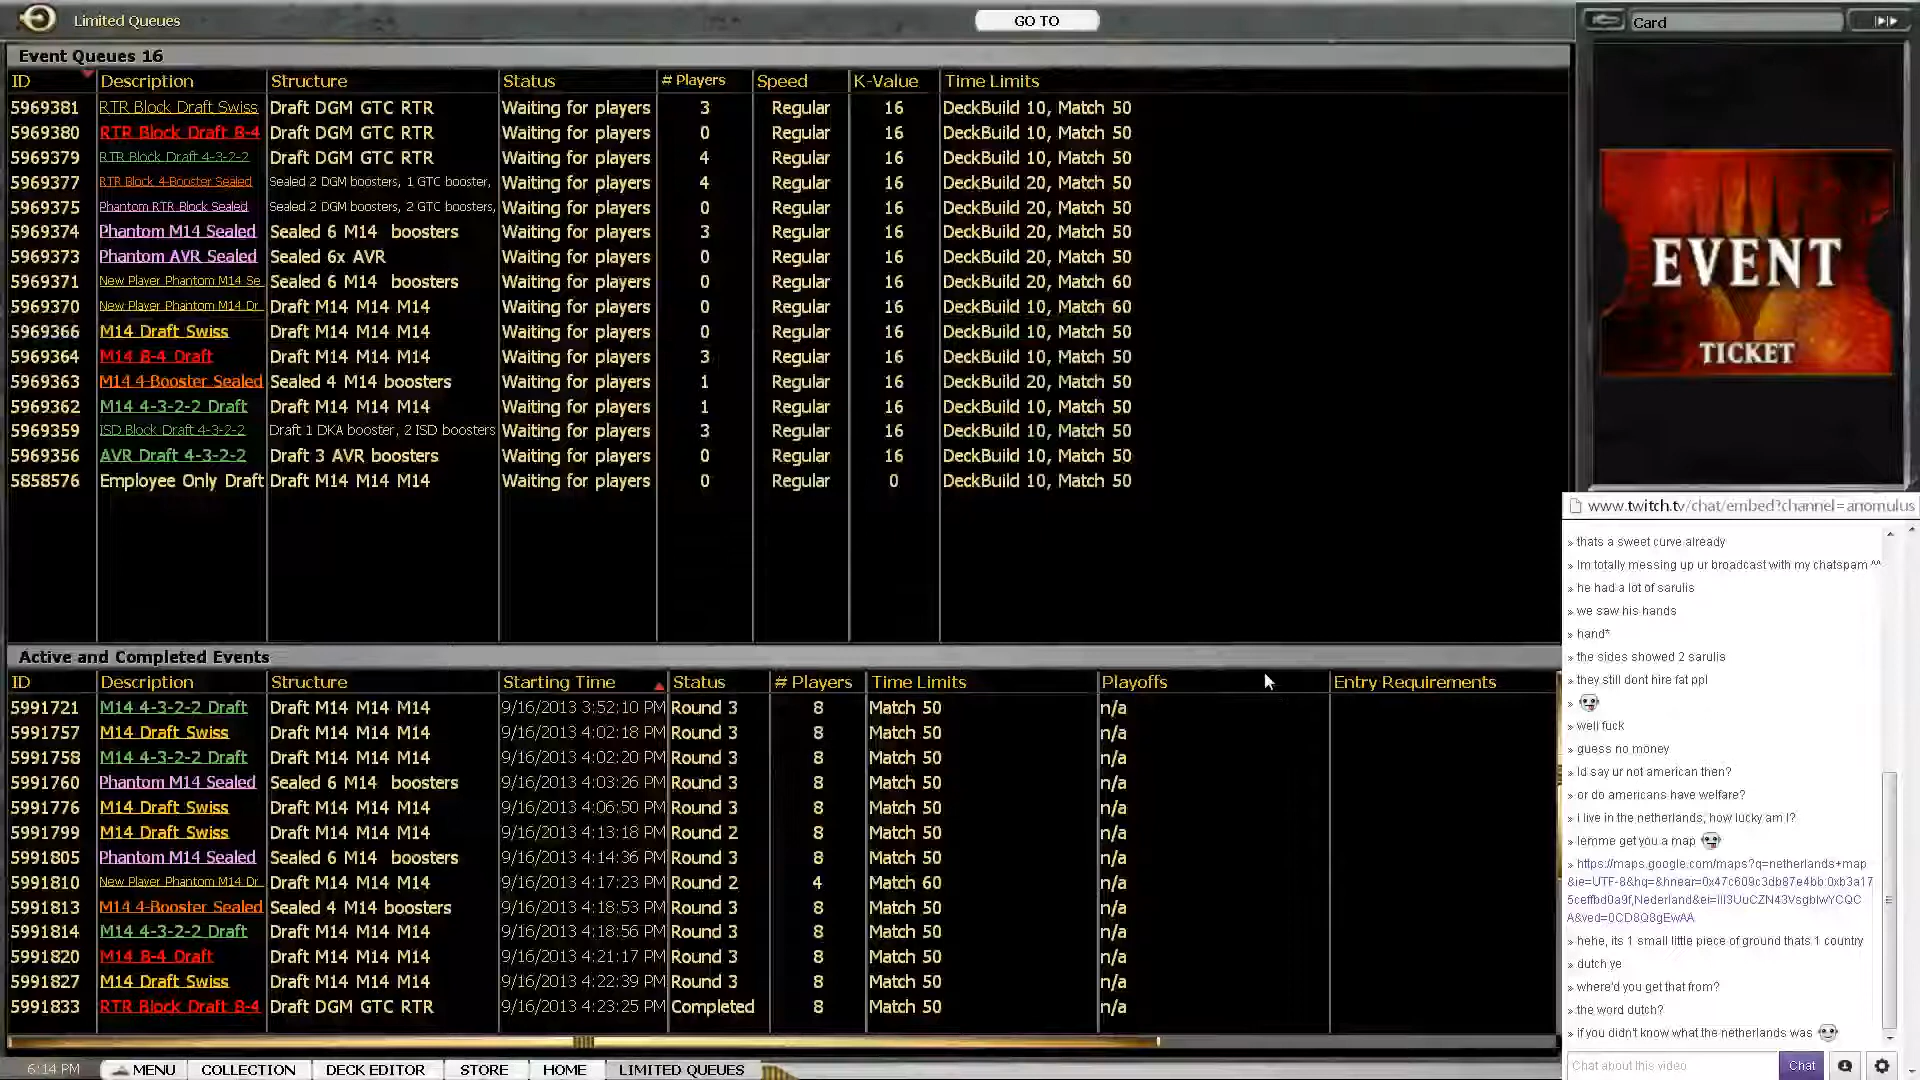 Limited Queues
GO TO
Card
Event Queues 16
ID Description Structure Status # Players Speed K-Value Time Limits
5969381 RTR Block Draft Swiss Draft DGM GTC RTR Waiting for players 3 Regular 16 DeckBuild 10, Match 50
5969380 RTR Block Draft 8-4 Draft DGM GTC RTR Waiting for players 0 Regular 16 DeckBuild 10, Match 50
5969379 RTR Block Draft 4-3-2-2 Draft DGM GTC RTR Waiting for players 4 Regular 16 DeckBuild 10, Match 50
5969377 RTR Block 4-Booster Sealed Sealed 2 DGM boosters, 1 GTC booster, Waiting for players 4 Regular 16 DeckBuild 20, Match 50
5969375 Phantom RTR Block Sealed Sealed 2 DGM boosters, 2 GTC boosters, Waiting for players 0 Regular 16 DeckBuild 20, Match 50
5969374 Phantom M14 Sealed Sealed 6 M14 boosters Waiting for players 3 Regular 16 DeckBuild 20, Match 50
5969373 Phantom AVR Sealed Sealed 6x AVR Waiting for players 0 Regular 16 DeckBuild 20, Match 50
5969371 New Player Phantom M14 Se Sealed 6 M14 boosters Waiting for players 0 Regular 16 DeckBuild 20, Match 60
5969370 New Player Phantom M14 Dr Draft M14 M14 M14 Waiting for players 0 Regular 16 DeckBuild 10, Match 60
5969366 M14 Draft Swiss Draft M14 M14 M14 Waiting for players 0 Regular 16 DeckBuild 10, Match 50
5969364 M14 8-4 Draft Draft M14 M14 M14 Waiting for players 3 Regular 16 DeckBuild 10, Match 50
5969363 M14 4-Booster Sealed Sealed 4 M14 boosters Waiting for players 1 Regular 16 DeckBuild 20, Match 50
5969362 M14 4-3-2-2 Draft Draft M14 M14 M14 Waiting for players 1 Regular 16 DeckBuild 10, Match 50
5969359 ISD Block Draft 4-3-2-2 Draft 1 DKA booster, 2 ISD boosters Waiting for players 3 Regular 16 DeckBuild 10, Match 50
5969356 AVR Draft 4-3-2-2 Draft 3 AVR boosters Waiting for players 0 Regular 16 DeckBuild 10, Match 50
5858576 Employee Only Draft Draft M14 M14 M14 Waiting for players 0 Regular 0 DeckBuild 10, Match 50
EVENT
TICKET
Active and Completed Events
ID Description Structure Starting Time Status # Players Time Limits Playoffs Entry Requirements
5991721 M14 4-3-2-2 Draft Draft M14 M14 M14 9/16/2013 3:52:10 PM Round 3 8 Match 50 n/a
5991757 M14 Draft Swiss Draft M14 M14 M14 9/16/2013 4:02:18 PM Round 3 8 Match 50 n/a
5991758 M14 4-3-2-2 Draft Draft M14 M14 M14 9/16/2013 4:02:20 PM Round 3 8 Match 50 n/a
5991760 Phantom M14 Sealed Sealed 6 M14 boosters 9/16/2013 4:03:26 PM Round 3 8 Match 50 n/a
5991776 M14 Draft Swiss Draft M14 M14 M14 9/16/2013 4:06:50 PM Round 3 8 Match 50 n/a
5991799 M14 Draft Swiss Draft M14 M14 M14 9/16/2013 4:13:18 PM Round 2 8 Match 50 n/a
5991805 Phantom M14 Sealed Sealed 6 M14 boosters 9/16/2013 4:14:36 PM Round 3 8 Match 50 n/a
5991810 New Player Phantom M14 Dr Draft M14 M14 M14 9/16/2013 4:17:23 PM Round 2 4 Match 60 n/a
5991813 M14 4-Booster Sealed Sealed 4 M14 boosters 9/16/2013 4:18:53 PM Round 3 8 Match 50 n/a
5991814 M14 4-3-2-2 Draft Draft M14 M14 M14 9/16/2013 4:18:56 PM Round 3 8 Match 50 n/a
5991820 M14 8-4 Draft Draft M14 M14 M14 9/16/2013 4:21:17 PM Round 3 8 Match 50 n/a
5991827 M14 Draft Swiss Draft M14 M14 M14 9/16/2013 4:22:39 PM Round 3 8 Match 50 n/a
5991833 RTR Block Draft 8-4 Draft DGM GTC RTR 9/16/2013 4:23:25 PM Completed 8 Match 50 n/a
www.twitch.tv/chat/embed?channel=anomulus
» thats a sweet curve already
» Im totally messing up ur broadcast with my chatspam ^^
» he had a lot of sarulis
» we saw his hands
» hand*
» the sides showed 2 sarulis
» they still dont hire fat ppl
»
» well fuck
» guess no money
» Id say ur not american then?
» or do americans have welfare?
» i live in the netherlands, how lucky am I?
» lemme get you a map
» https://maps.google.com/maps?q=netherlands+map
&ie=UTF-8&hq=&hnear=0x47c609c3db87e4bb:0xb3a17
5ceffbd0a9f,Nederland&ei=III3UuCZN43VsgbIwYCQC
A&ved=0CD8Q8gEwAA
» hehe, its 1 small little piece of ground thats 1 country
» dutch ye
» where'd you get that from?
» the word dutch?
» if you didn't know what the netherlands was
Chat about this video
Chat
6:14 PM MENU COLLECTION DECK EDITOR STORE HOME LIMITED QUEUES